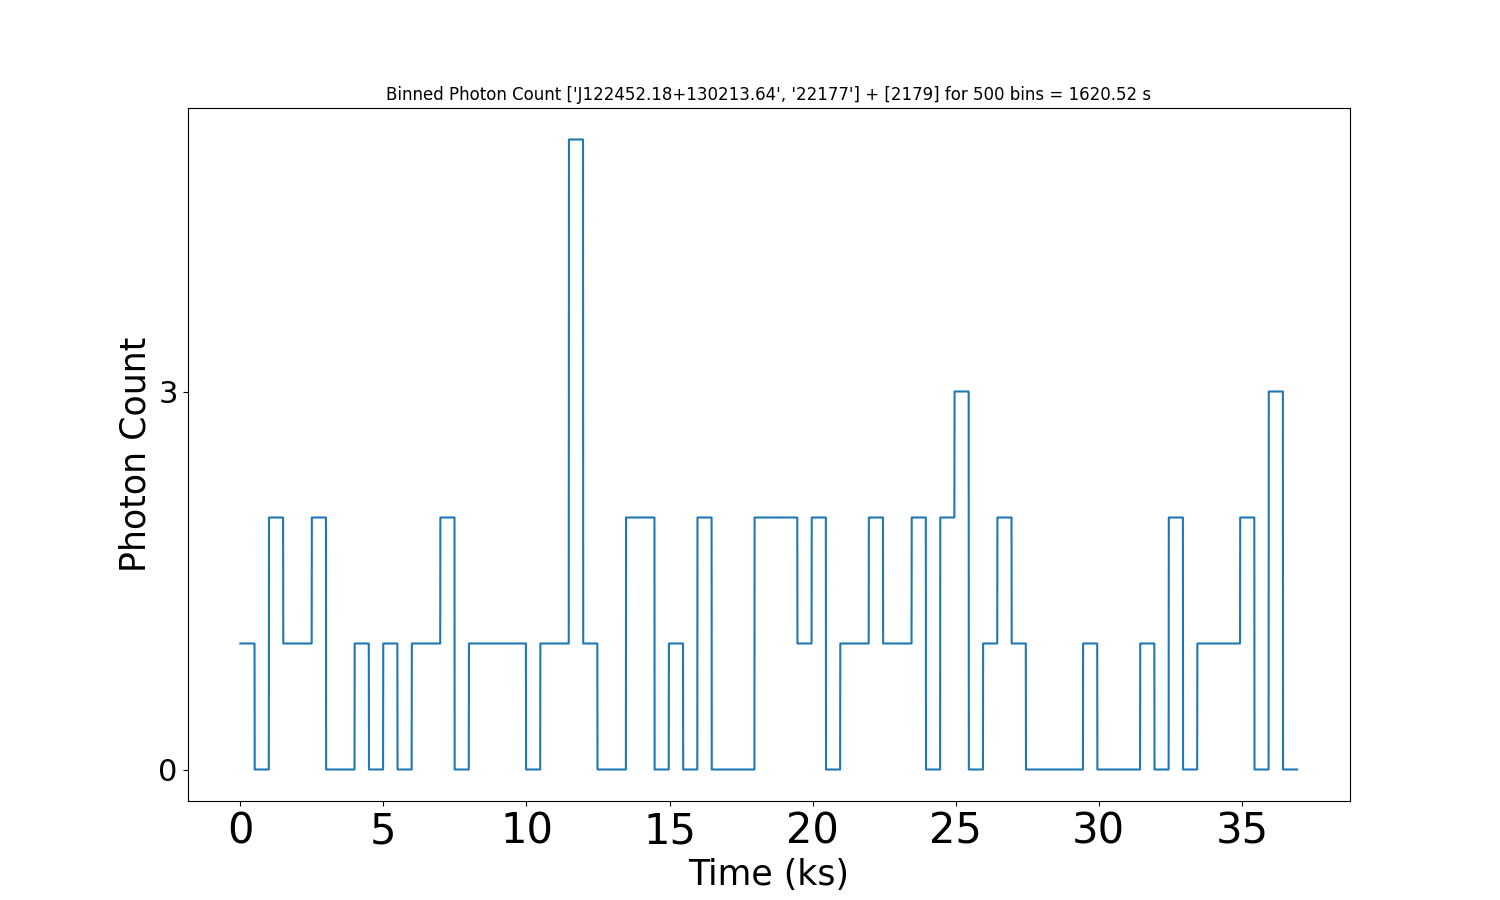 Binned Photon Count ['J122452.18+130213.64', '22177'] + [2179] for 500 bins = 1620.52 s
Photon Count
3
0
0 5 10 15 20 25 30 35
Time (ks)